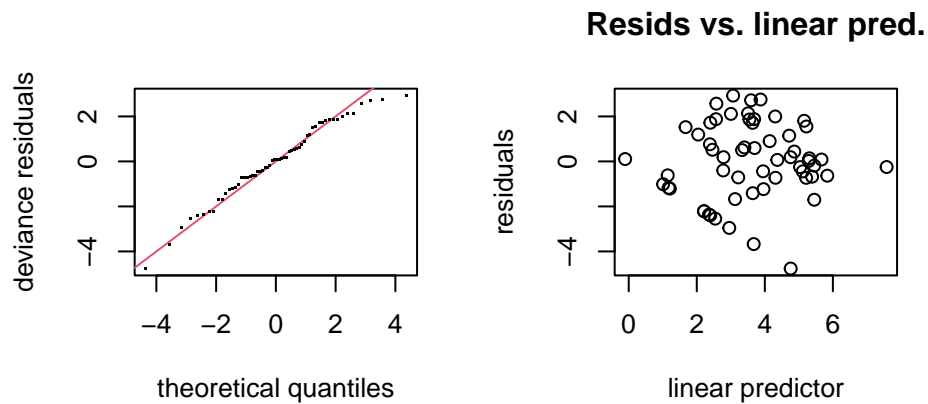 Resids vs. linear pred.
deviance residuals
−4 0 2
−4 −2 0 2 4
theoretical quantiles
residuals
−4 0 2
0 2 4 6
linear predictor